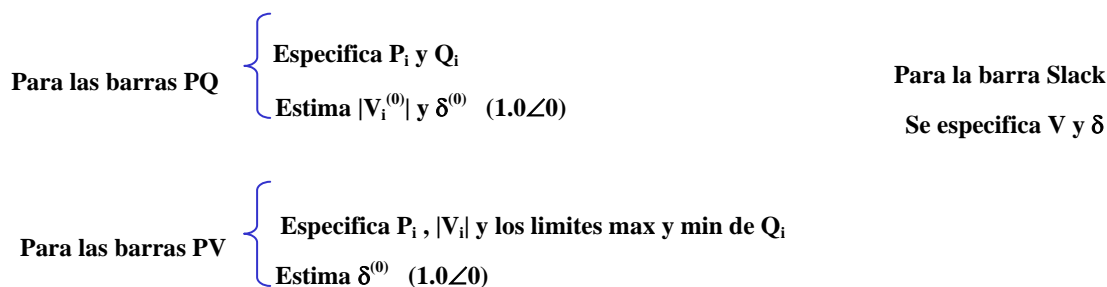 Para las barras PQ
Especifica Pᵢ y Qᵢ
Estima |Vᵢ⁽⁰⁾| y δ⁽⁰⁾ (1.0∠0)
Para la barra Slack
Se especifica V y δ
Para las barras PV
Especifica Pᵢ , |Vᵢ| y los limites max y min de Qᵢ
Estima δ⁽⁰⁾ (1.0∠0)